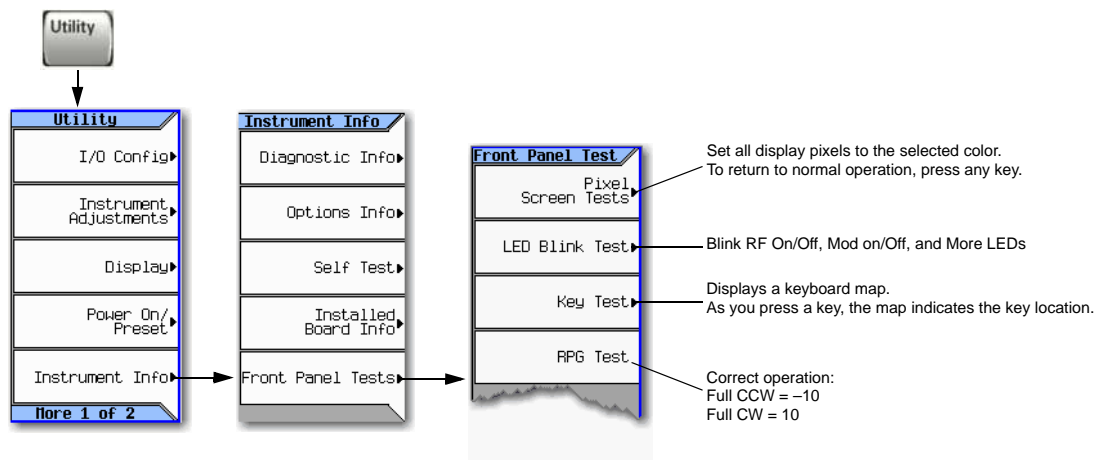 Utility
Utility
I/O Config
Instrument
Adjustments
Display
Power On/
Preset
Instrument Info
More 1 of 2
Instrument Info
Diagnostic Info
Options Info
Self Test
Installed
Board Info
Front Panel Tests
Front Panel Test
Pixel
Screen Tests
LED Blink Test
Key Test
RPG Test
Set all display pixels to the selected color.
To return to normal operation, press any key.
Blink RF On/Off, Mod on/Off, and More LEDs
Displays a keyboard map.
As you press a key, the map indicates the key location.
Correct operation:
Full CCW = –10
Full CW = 10